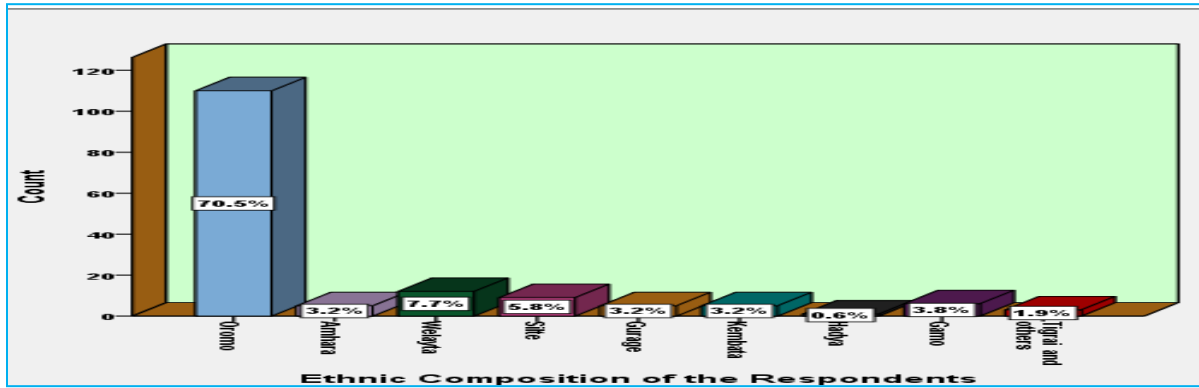 120
100
80
60
40
20
0
Count
70.5%
3.2%
7.7%
5.8%
3.2%
3.2%
0.6%
3.8%
1.9%
Oromo
Amhara
Welayta
Silte
Gurage
Kembata
Hadya
Gamo
Tigrai and
others
Ethnic Composition of the Respondents